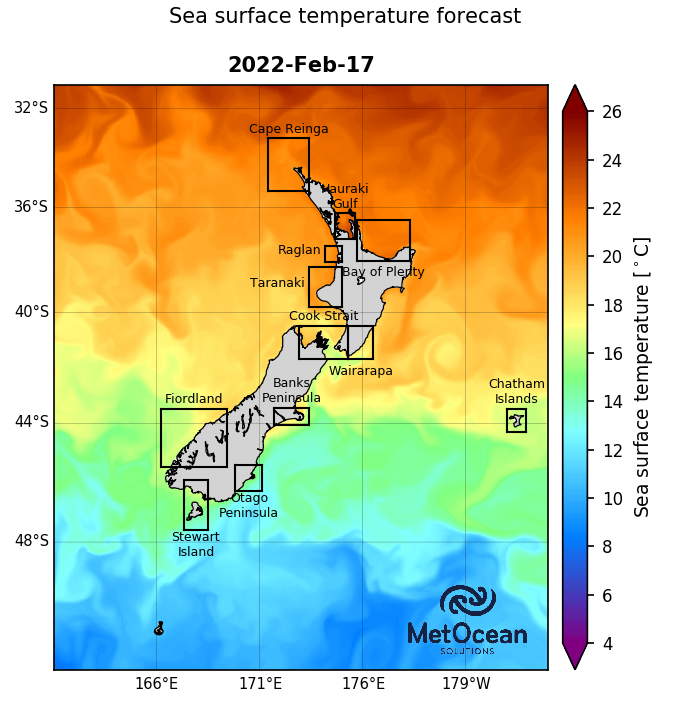 Sea surface temperature forecast
2022-Feb-17
32°S
36°S
40°S
44°S
48°S
Cape Reinga
Hauraki
Gulf
Raglan
Bay of Plenty
Taranaki
Cook Strait
Wairarapa
Banks
Peninsula
Fiordland
Chatham
Islands
Otago
Peninsula
Stewart
Island
MetOcean
SOLUTIONS
166°E
171°E
176°E
179°W
26
24
22
20
18
16
14
12
10
8
6
4
Sea surface temperature [°C]